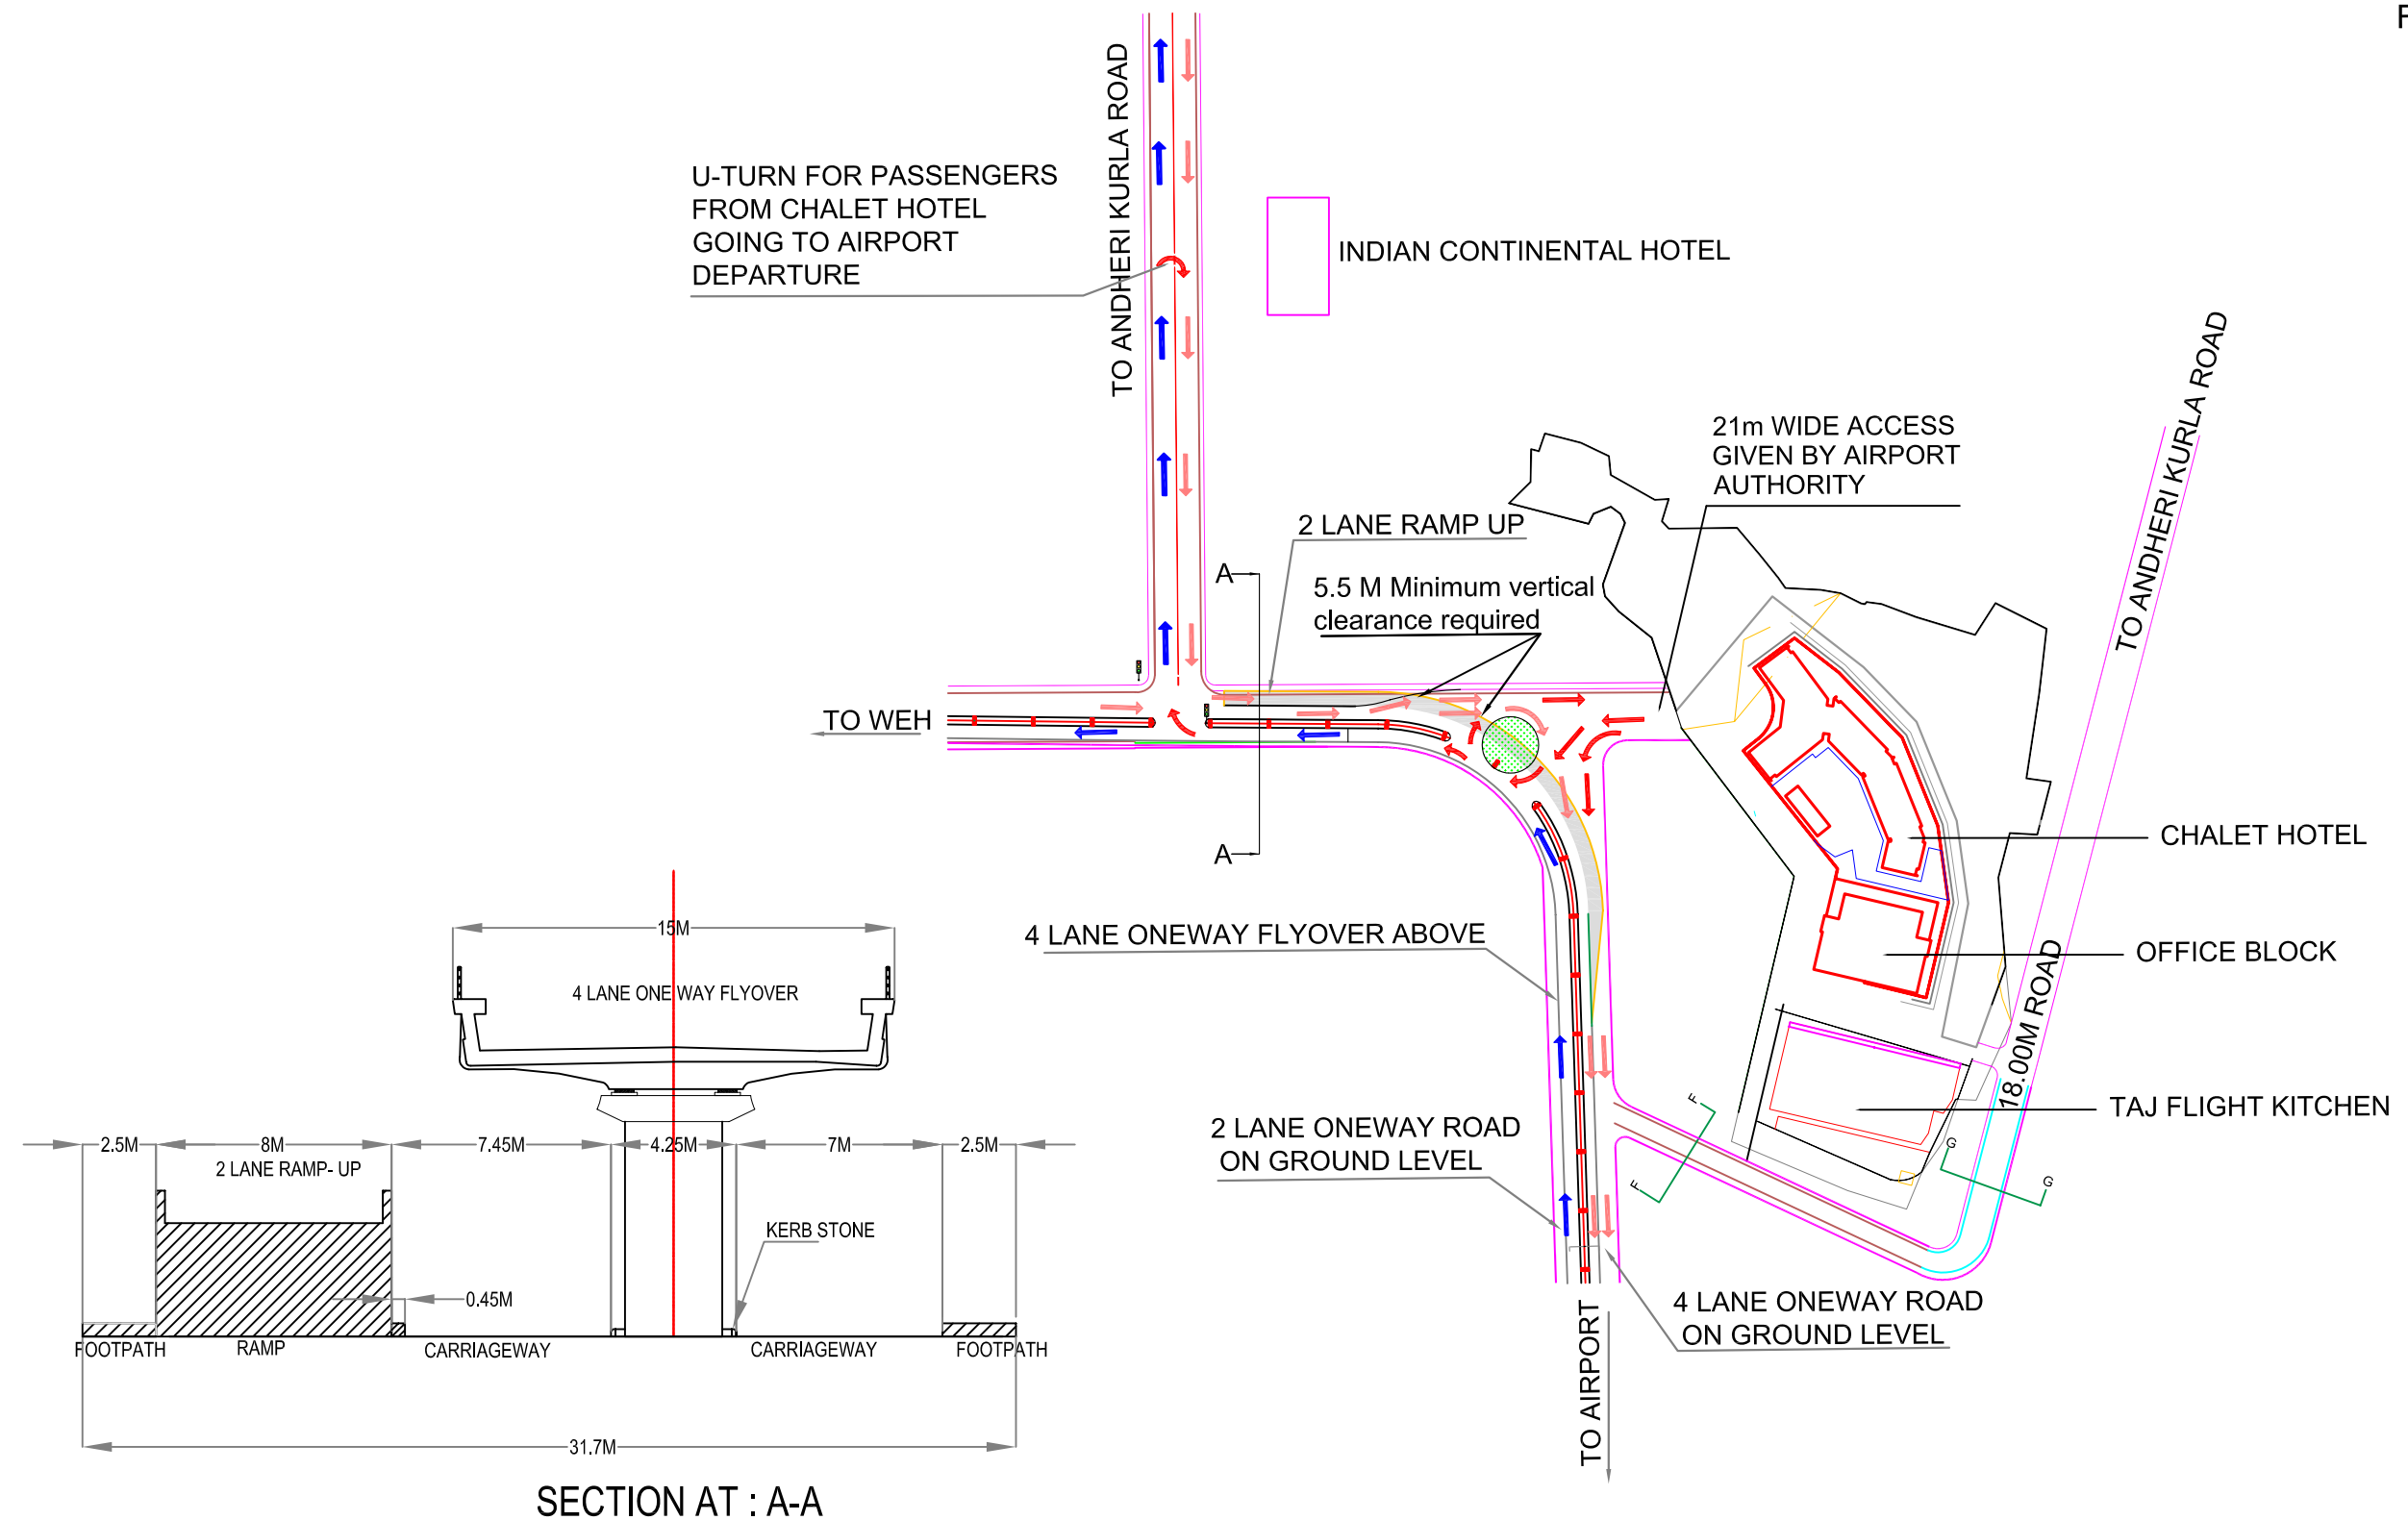 F
TO ANDHERI KURLA ROAD
U-TURN FOR PASSENGERS
FROM CHALET HOTEL
GOING TO AIRPORT
DEPARTURE
INDIAN CONTINENTAL HOTEL
TO ANDHERI KURLA ROAD
21m WIDE ACCESS
GIVEN BY AIRPORT
AUTHORITY
2 LANE RAMP UP
A
5.5 M Minimum vertical
clearance required
TO WEH
A
CHALET HOTEL
4 LANE ONEWAY FLYOVER ABOVE
OFFICE BLOCK
18.00M ROAD
TAJ FLIGHT KITCHEN
F
F
G
G
2 LANE ONEWAY ROAD
ON GROUND LEVEL
4 LANE ONEWAY ROAD
ON GROUND LEVEL
TO AIRPORT
15M
4 LANE ONE WAY FLYOVER
2.5M 8M 7.45M 4.25M 7M 2.5M
2 LANE RAMP- UP
KERB STONE
0.45M
FOOTPATH RAMP CARRIAGEWAY CARRIAGEWAY FOOTPATH
31.7M
SECTION AT : A-A